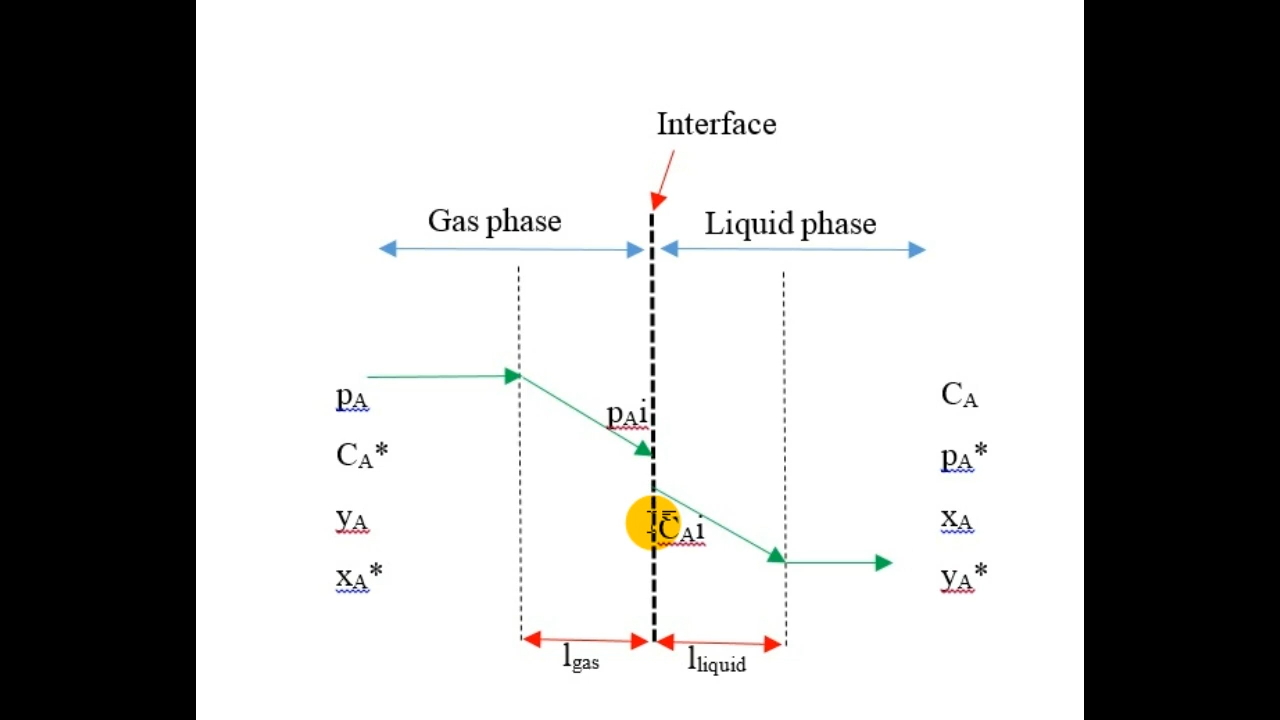 Interface
Gas phase
Liquid phase
pA
CA*
yA
xA*
pAi
CAi
CA
pA*
xA
yA*
lgas
lliquid